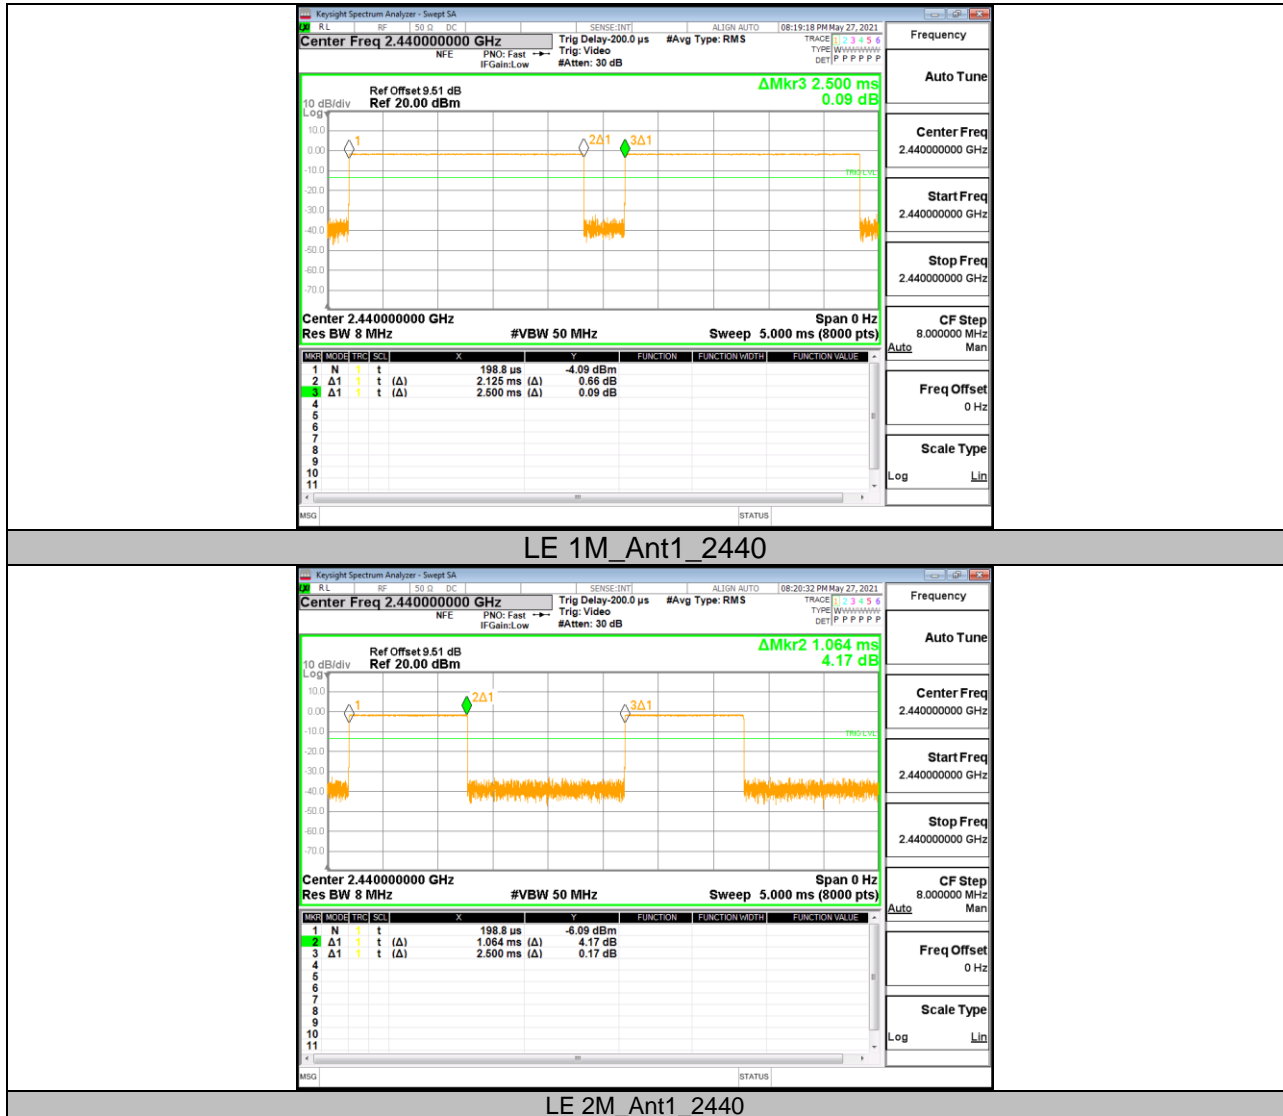 Keysight Spectrum Analyzer - Swept SA
RL RF 50 Ω DC SENSE:INT ALIGN AUTO 08:19:18 PM May 27, 2021
Center Freq 2.440000000 GHz
NFE PNO: Fast IFGain:Low
Trig Delay-200.0 µs #Avg Type: RMS
Trig: Video
#Atten: 30 dB
TRACE 1 2 3 4 5 6
TYPE WWWWWW
DET P P P P P P
ΔMkr3 2.500 ms
0.09 dB
Ref Offset 9.51 dB
10 dB/div Ref 20.00 dBm
Log
10.0
0.00
-10.0
-20.0
-30.0
-40.0
-50.0
-60.0
-70.0
1 2Δ1 3Δ1
TRIG LVL
Center 2.440000000 GHz Span 0 Hz
Res BW 8 MHz #VBW 50 MHz Sweep 5.000 ms (8000 pts)
MKR MODE TRC SCL X Y FUNCTION FUNCTION WIDTH FUNCTION VALUE
1 N 1 t 198.8 µs -4.09 dBm
2 Δ1 1 t (Δ) 2.125 ms (Δ) 0.66 dB
3 Δ1 1 t (Δ) 2.500 ms (Δ) 0.09 dB
4
5
6
7
8
9
10
11
MSG STATUS
Frequency
Auto Tune
Center Freq
2.440000000 GHz
Start Freq
2.440000000 GHz
Stop Freq
2.440000000 GHz
CF Step
8.000000 MHz
Auto Man
Freq Offset
0 Hz
Scale Type
Log Lin
LE 1M_Ant1_2440
Keysight Spectrum Analyzer - Swept SA
RL RF 50 Ω DC SENSE:INT ALIGN AUTO 08:20:32 PM May 27, 2021
Center Freq 2.440000000 GHz
NFE PNO: Fast IFGain:Low
Trig Delay-200.0 µs #Avg Type: RMS
Trig: Video
#Atten: 30 dB
TRACE 1 2 3 4 5 6
TYPE WWWWWW
DET P P P P P P
ΔMkr2 1.064 ms
4.17 dB
Ref Offset 9.51 dB
10 dB/div Ref 20.00 dBm
Log
10.0
0.00
-10.0
-20.0
-30.0
-40.0
-50.0
-60.0
-70.0
1 2Δ1 3Δ1
TRIG LVL
Center 2.440000000 GHz Span 0 Hz
Res BW 8 MHz #VBW 50 MHz Sweep 5.000 ms (8000 pts)
MKR MODE TRC SCL X Y FUNCTION FUNCTION WIDTH FUNCTION VALUE
1 N 1 t 198.8 µs -6.09 dBm
2 Δ1 1 t (Δ) 1.064 ms (Δ) 4.17 dB
3 Δ1 1 t (Δ) 2.500 ms (Δ) 0.17 dB
4
5
6
7
8
9
10
11
MSG STATUS
Frequency
Auto Tune
Center Freq
2.440000000 GHz
Start Freq
2.440000000 GHz
Stop Freq
2.440000000 GHz
CF Step
8.000000 MHz
Auto Man
Freq Offset
0 Hz
Scale Type
Log Lin
LE 2M_Ant1_2440